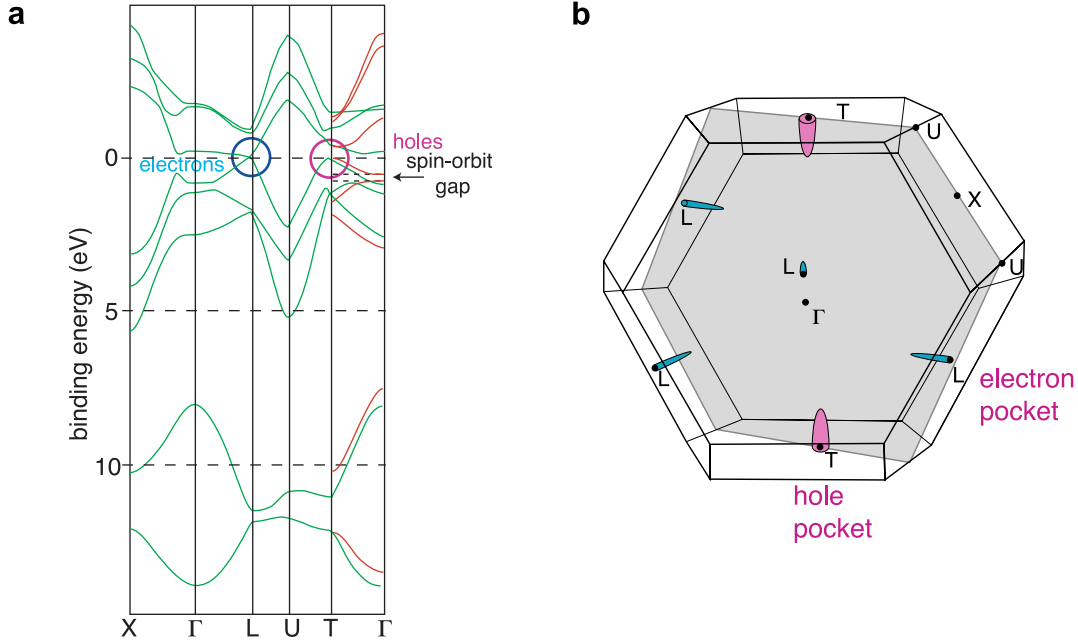 a
b
electrons
holes
spin-orbit
gap
0
5
10
binding energy (eV)
X Γ L U T Γ
T
U
X
U
L
L
Γ
L
L
T
electron
pocket
hole
pocket